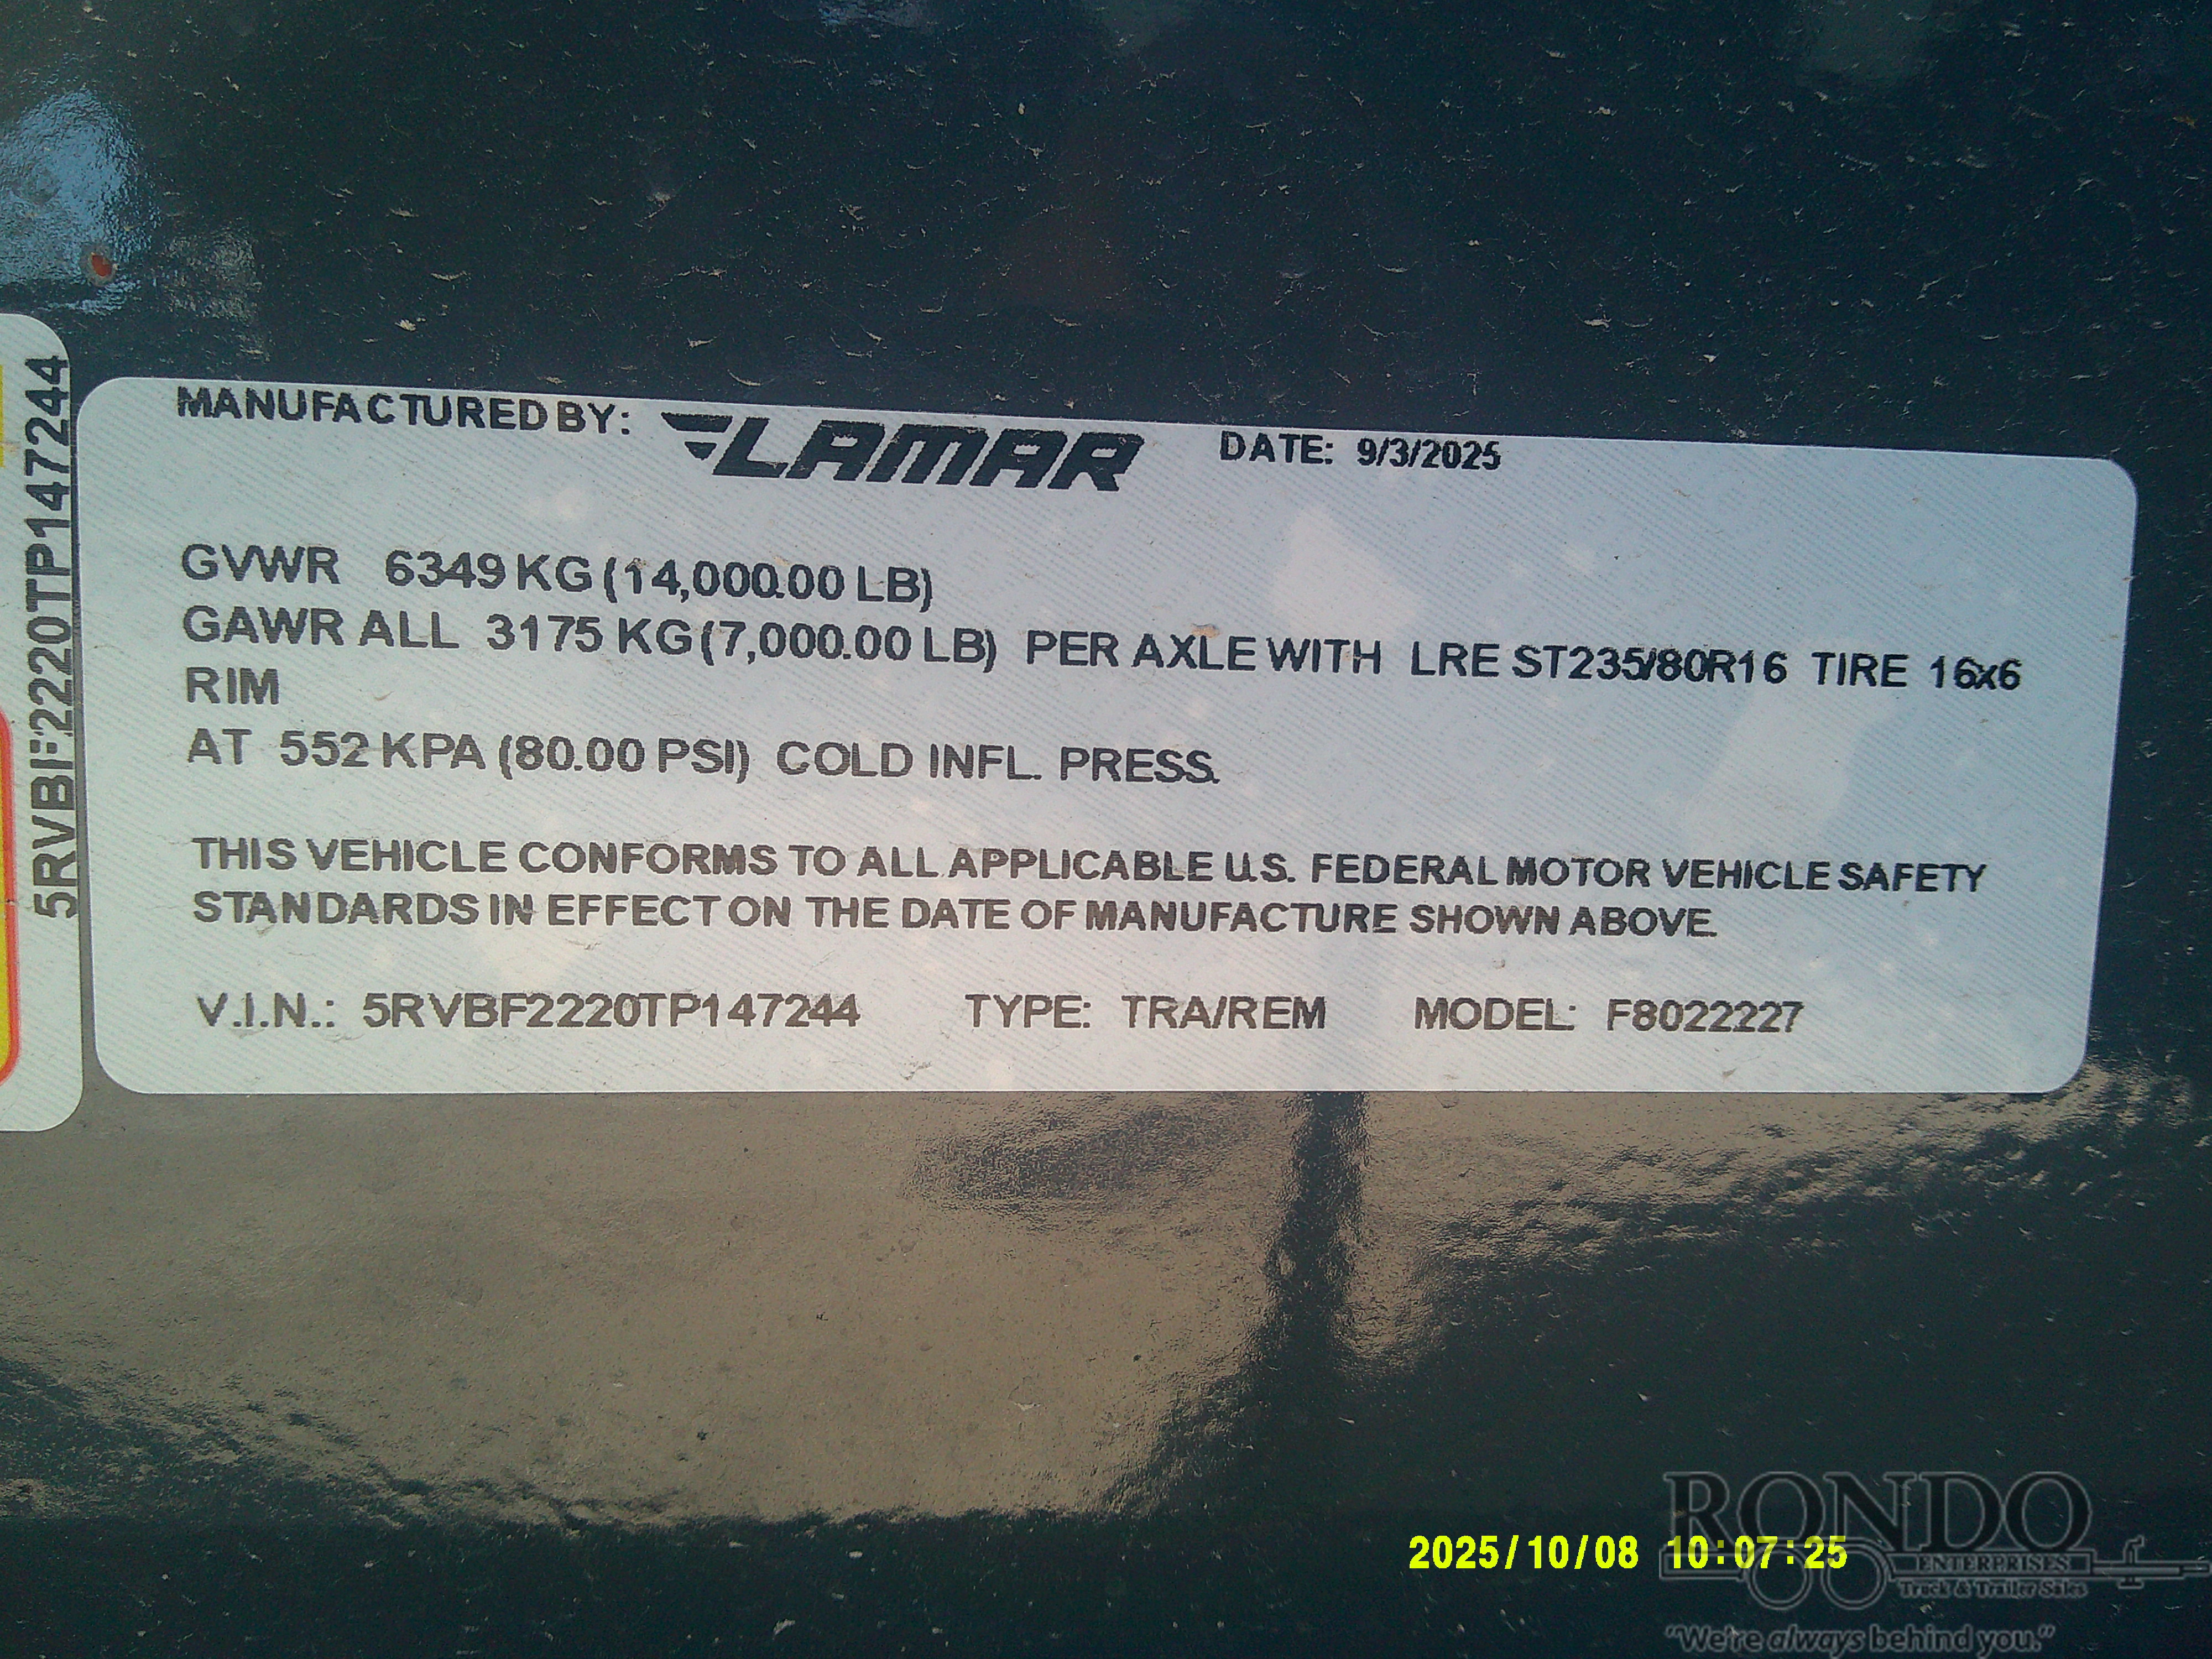 MANUFACTURED BY: LAMAR DATE: 9/3/2025
GVWR 6349 KG (14,000.00 LB)
GAWR ALL 3175 KG (7,000.00 LB) PER AXLE WITH LRE ST235/80R16 TIRE 16x6
RIM
AT 552 KPA (80.00 PSI) COLD INFL. PRESS.
THIS VEHICLE CONFORMS TO ALL APPLICABLE U.S. FEDERAL MOTOR VEHICLE SAFETY
STANDARDS IN EFFECT ON THE DATE OF MANUFACTURE SHOWN ABOVE.
V.I.N.: 5RVBF2220TP147244 TYPE: TRA/REM MODEL: F8022227
5RVBF2220TP147244
2025/10/08 10:07:25
RONDO
ENTERPRISES
Truck & Trailer Sales
"We're always behind you."